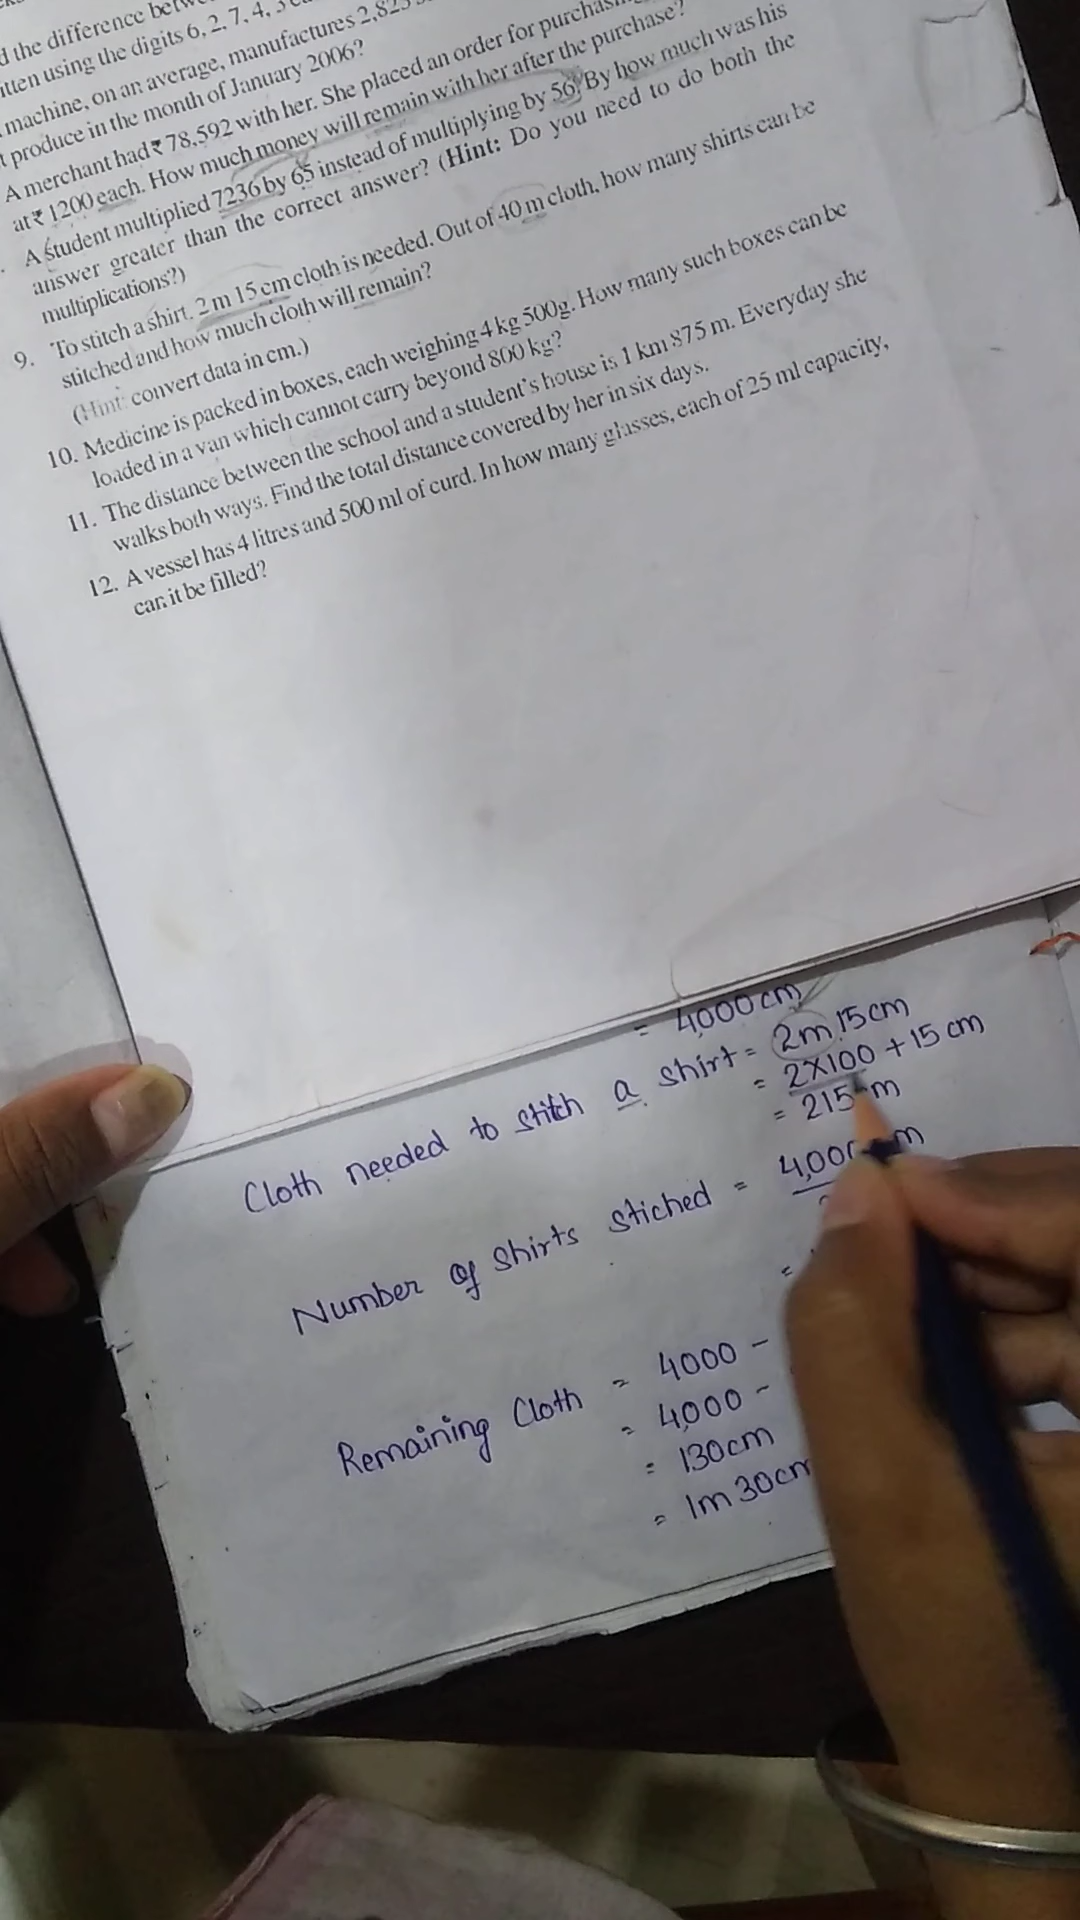 d the difference betw
itten using the digits 6, 2, 7, 4, 3
machine, on an average, manufactures 2,825
t produce in the month of January 2006?
A merchant had ₹ 78,592 with her. She placed an order for purchasing
at ₹ 1200 each. How much money will remain with her after the purchase?
A student multiplied 7236 by 65 instead of multiplying by 56. By how much was his
answer greater than the correct answer? (Hint: Do you need to do both the
multiplications?)
9. To stitch a shirt, 2 m 15 cm cloth is needed. Out of 40 m cloth, how many shirts can be
stitched and how much cloth will remain?
(Hint: convert data in cm.)
10. Medicine is packed in boxes, each weighing 4 kg 500g. How many such boxes can be
loaded in a van which cannot carry beyond 800 kg?
11. The distance between the school and a student's house is 1 km 875 m. Everyday she
walks both ways. Find the total distance covered by her in six days.
12. A vessel has 4 litres and 500 ml of curd. In how many glasses, each of 25 ml capacity,
can it be filled?
= 4,000 cm
Cloth needed to stitch a shirt = 2m 15cm
= 2×100 + 15 cm
= 215 m
Number of shirts stiched = 4,000 m
=
Remaining Cloth = 4000 -
= 4,000 -
= 130cm
= 1m 30cm